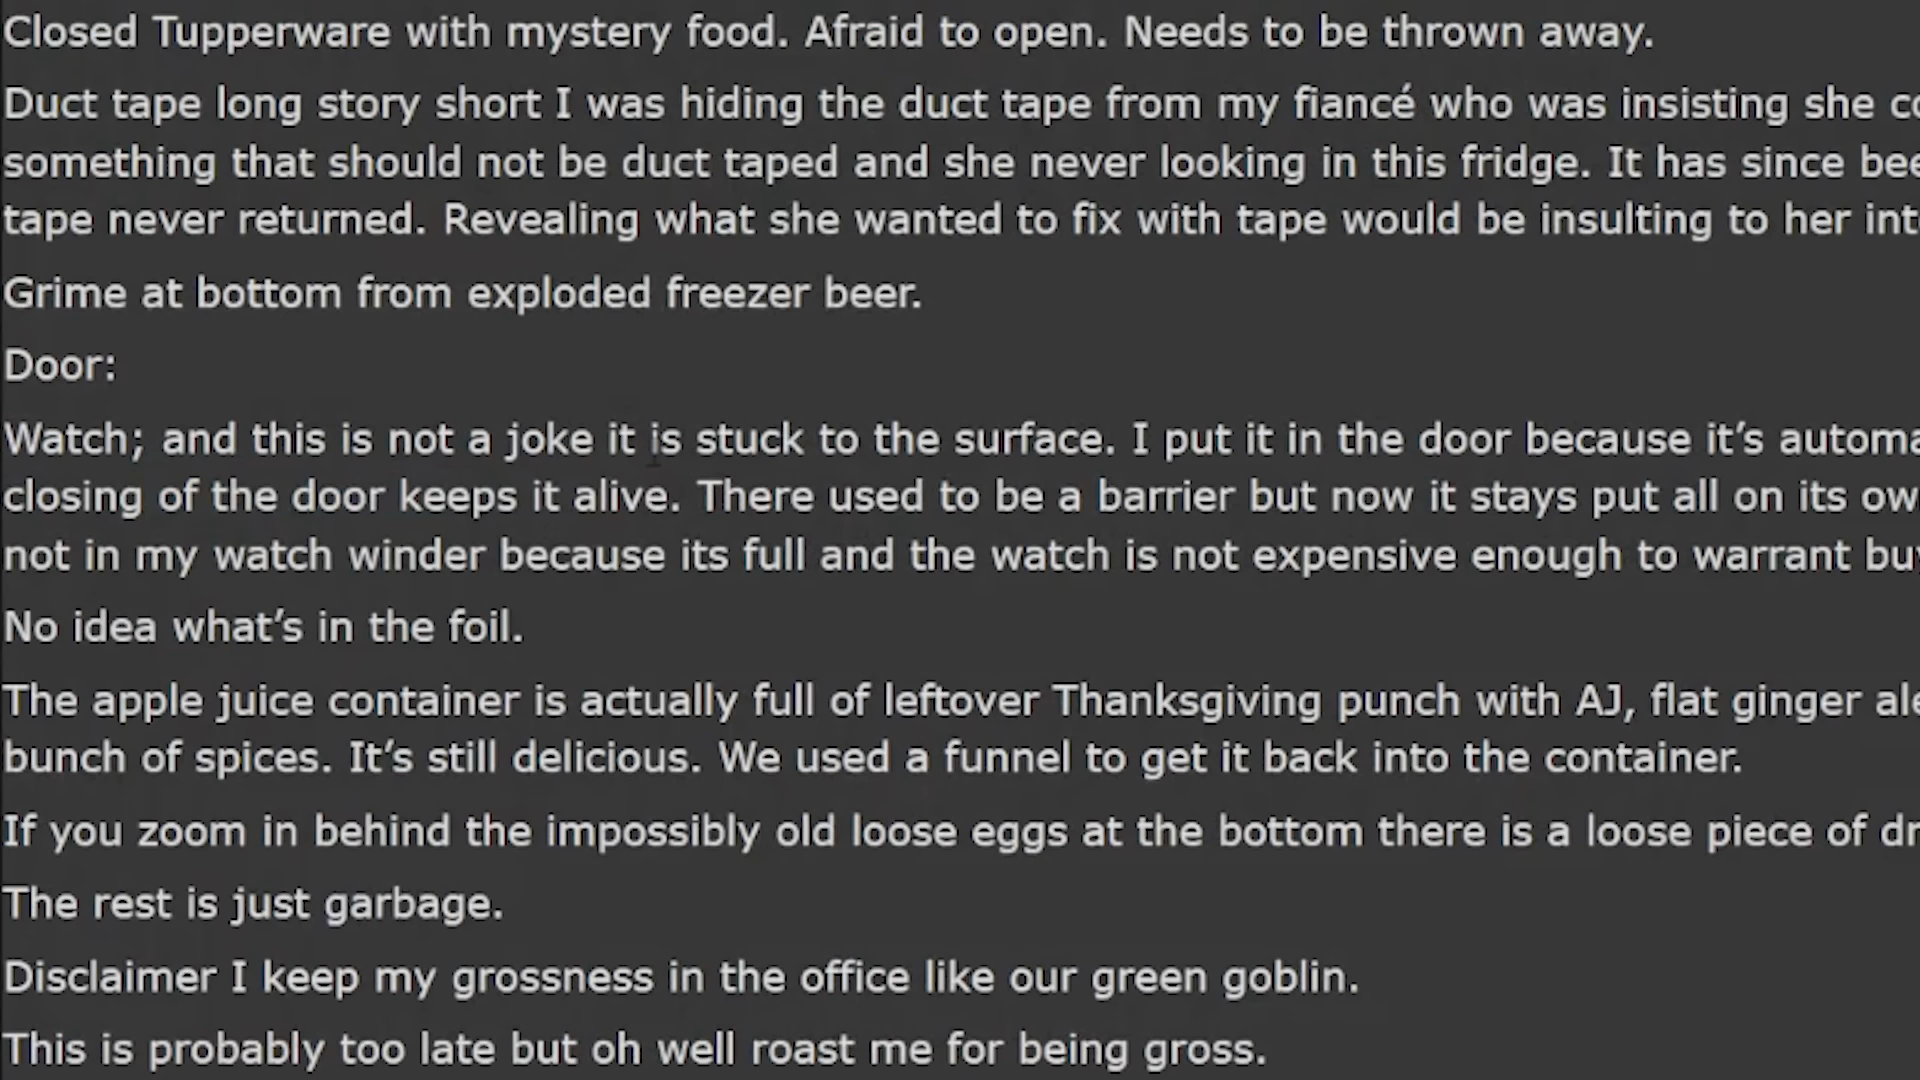 Closed Tupperware with mystery food. Afraid to open. Needs to be thrown away.
Duct tape long story short I was hiding the duct tape from my fiancé who was insisting she
something that should not be duct taped and she never looking in this fridge. It has since
tape never returned. Revealing what she wanted to fix with tape would be insulting to her
Grime at bottom from exploded freezer beer.
Door:
Watch; and this is not a joke it is stuck to the surface. I put it in the door because it’s
closing of the door keeps it alive. There used to be a barrier but now it stays put all on its
not in my watch winder because its full and the watch is not expensive enough to warrant
No idea what’s in the foil.
The apple juice container is actually full of leftover Thanksgiving punch with AJ, flat ginger
bunch of spices. It’s still delicious. We used a funnel to get it back into the container.
If you zoom in behind the impossibly old loose eggs at the bottom there is a loose piece of
The rest is just garbage.
Disclaimer I keep my grossness in the office like our green goblin.
This is probably too late but oh well roast me for being gross.